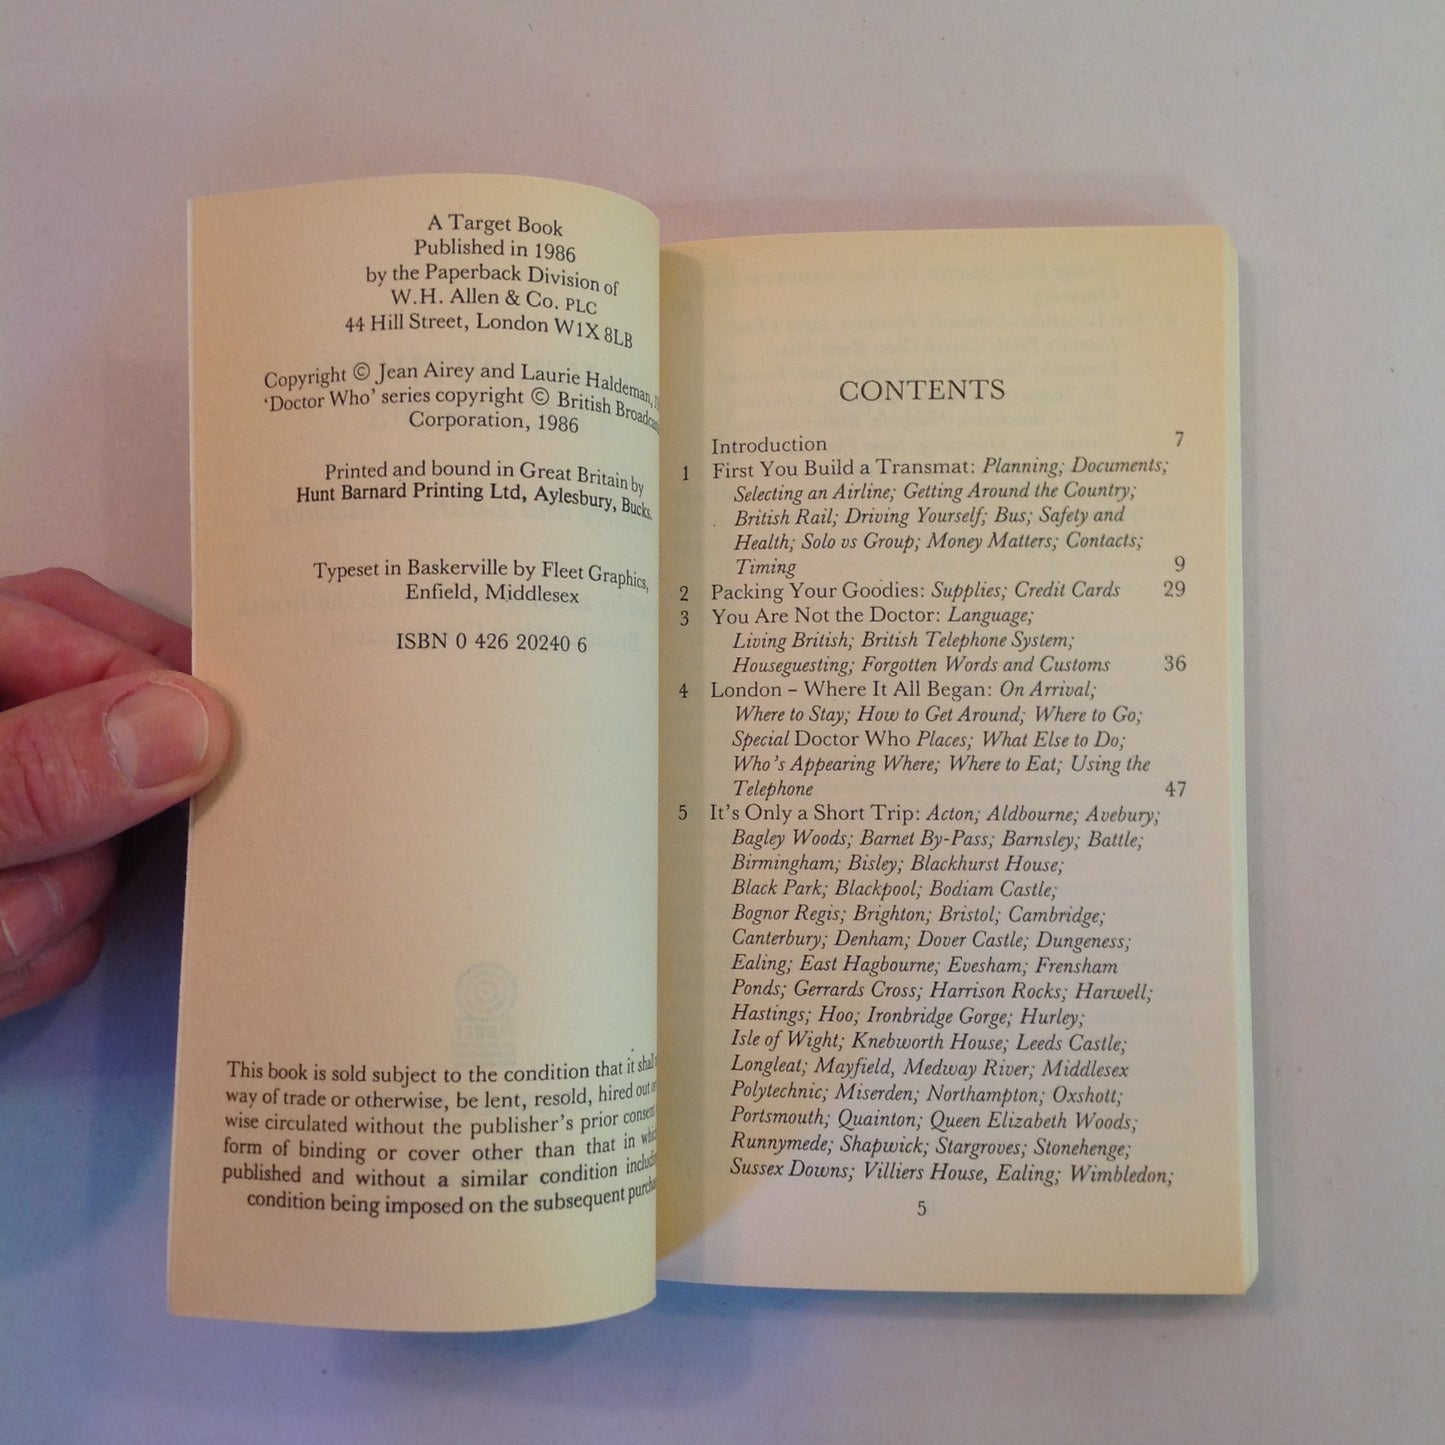 A Target Book
Published in 1986
by the Paperback Division of
W.H. Allen & Co. PLC
44 Hill Street, London W1X 8LB
Copyright © Jean Airey and Laurie Haldeman,
'Doctor Who' series copyright © British
Corporation, 1986
Printed and bound in Great Britain by
Hunt Barnard Printing Ltd, Aylesbury, Bucks.
Typeset in Baskerville by Fleet Graphics,
Enfield, Middlesex
ISBN 0 426 20240 6
This book is sold subject to the condition that it shall
way of trade or otherwise, be lent, resold, hired out
wise circulated without the publisher's prior consent
form of binding or cover other than that in which
published and without a similar condition
condition being imposed on the subsequent
CONTENTS
Introduction 7
1 First You Build a Transmat: Planning; Documents;
Selecting an Airline; Getting Around the Country;
British Rail; Driving Yourself; Bus; Safety and
Health; Solo vs Group; Money Matters; Contacts;
Timing 9
2 Packing Your Goodies: Supplies; Credit Cards 29
3 You Are Not the Doctor: Language;
Living British; British Telephone System;
Houseguesting; Forgotten Words and Customs 36
4 London – Where It All Began: On Arrival;
Where to Stay; How to Get Around; Where to Go;
Special Doctor Who Places; What Else to Do;
Who's Appearing Where; Where to Eat; Using the
Telephone 47
5 It's Only a Short Trip: Acton; Aldbourne; Avebury;
Bagley Woods; Barnet By-Pass; Barnsley; Battle;
Birmingham; Bisley; Blackhurst House;
Black Park; Blackpool; Bodiam Castle;
Bognor Regis; Brighton; Bristol; Cambridge;
Canterbury; Denham; Dover Castle; Dungeness;
Ealing; East Hagbourne; Evesham; Frensham
Ponds; Gerrards Cross; Harrison Rocks; Harwell;
Hastings; Hoo; Ironbridge Gorge; Hurley;
Isle of Wight; Knebworth House; Leeds Castle;
Longleat; Mayfield, Medway River; Middlesex
Polytechnic; Miserden; Northampton; Oxshott;
Portsmouth; Quainton; Queen Elizabeth Woods;
Runnymede; Shapwick; Stargroves; Stonehenge;
Sussex Downs; Villiers House, Ealing; Wimbledon;
5